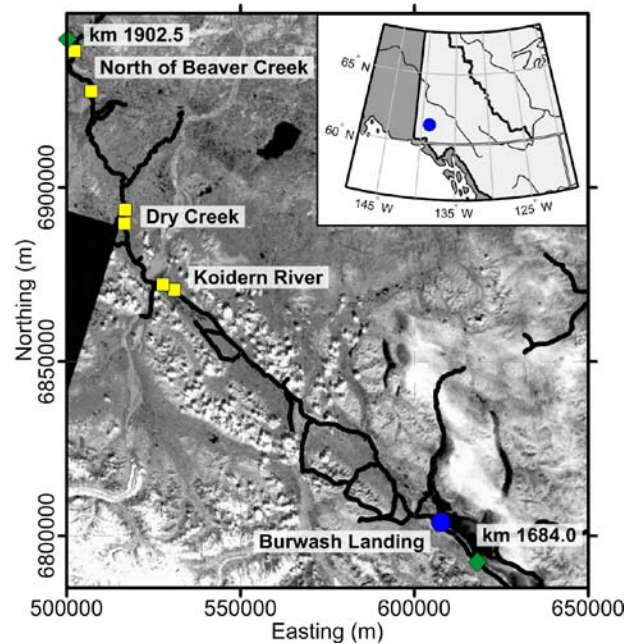 km 1902.5
North of Beaver Creek
Dry Creek
Koidern River
Burwash Landing
km 1684.0
65° N
60° N
145° W
135° W
125° W
Northing (m)
6900000
6850000
6800000
500000
550000
600000
650000
Easting (m)